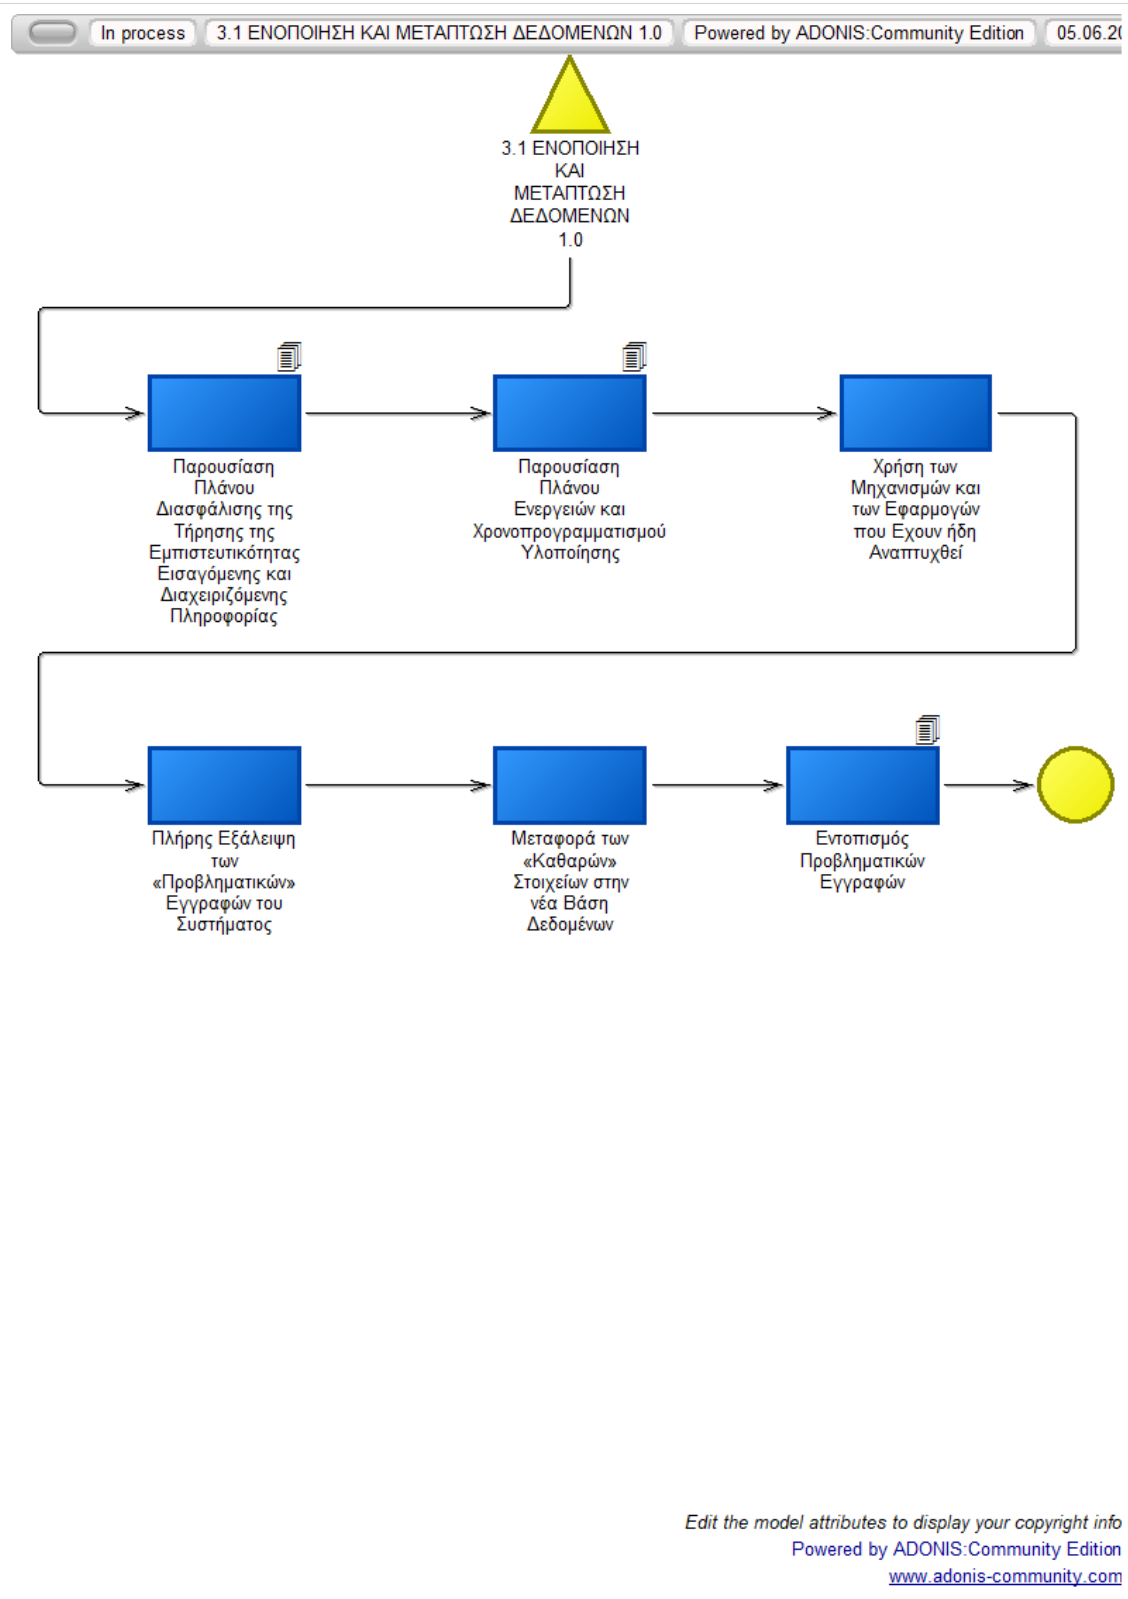 In process 3.1 ΕΝΟΠΟΙΗΣΗ ΚΑΙ ΜΕΤΑΠΤΩΣΗ ΔΕΔΟΜΕΝΩΝ 1.0 Powered by ADONIS:Community Edition 05.06.20
3.1 ΕΝΟΠΟΙΗΣΗ
ΚΑΙ
ΜΕΤΑΠΤΩΣΗ
ΔΕΔΟΜΕΝΩΝ
1.0
Παρουσίαση
Πλάνου
Διασφάλισης της
Τήρησης της
Εμπιστευτικότητας
Εισαγόμενης και
Διαχειριζόμενης
Πληροφορίας
Παρουσίαση
Πλάνου
Ενεργειών και
Χρονοπρογραμματισμού
Υλοποίησης
Χρήση των
Μηχανισμών και
των Εφαρμογών
που Εχουν ήδη
Αναπτυχθεί
Πλήρης Εξάλειψη
των
«Προβληματικών»
Εγγραφών του
Συστήματος
Μεταφορά των
«Καθαρών»
Στοιχείων στην
νέα Βάση
Δεδομένων
Εντοπισμός
Προβληματικών
Εγγραφών
Edit the model attributes to display your copyright info
Powered by ADONIS:Community Edition
www.adonis-community.com